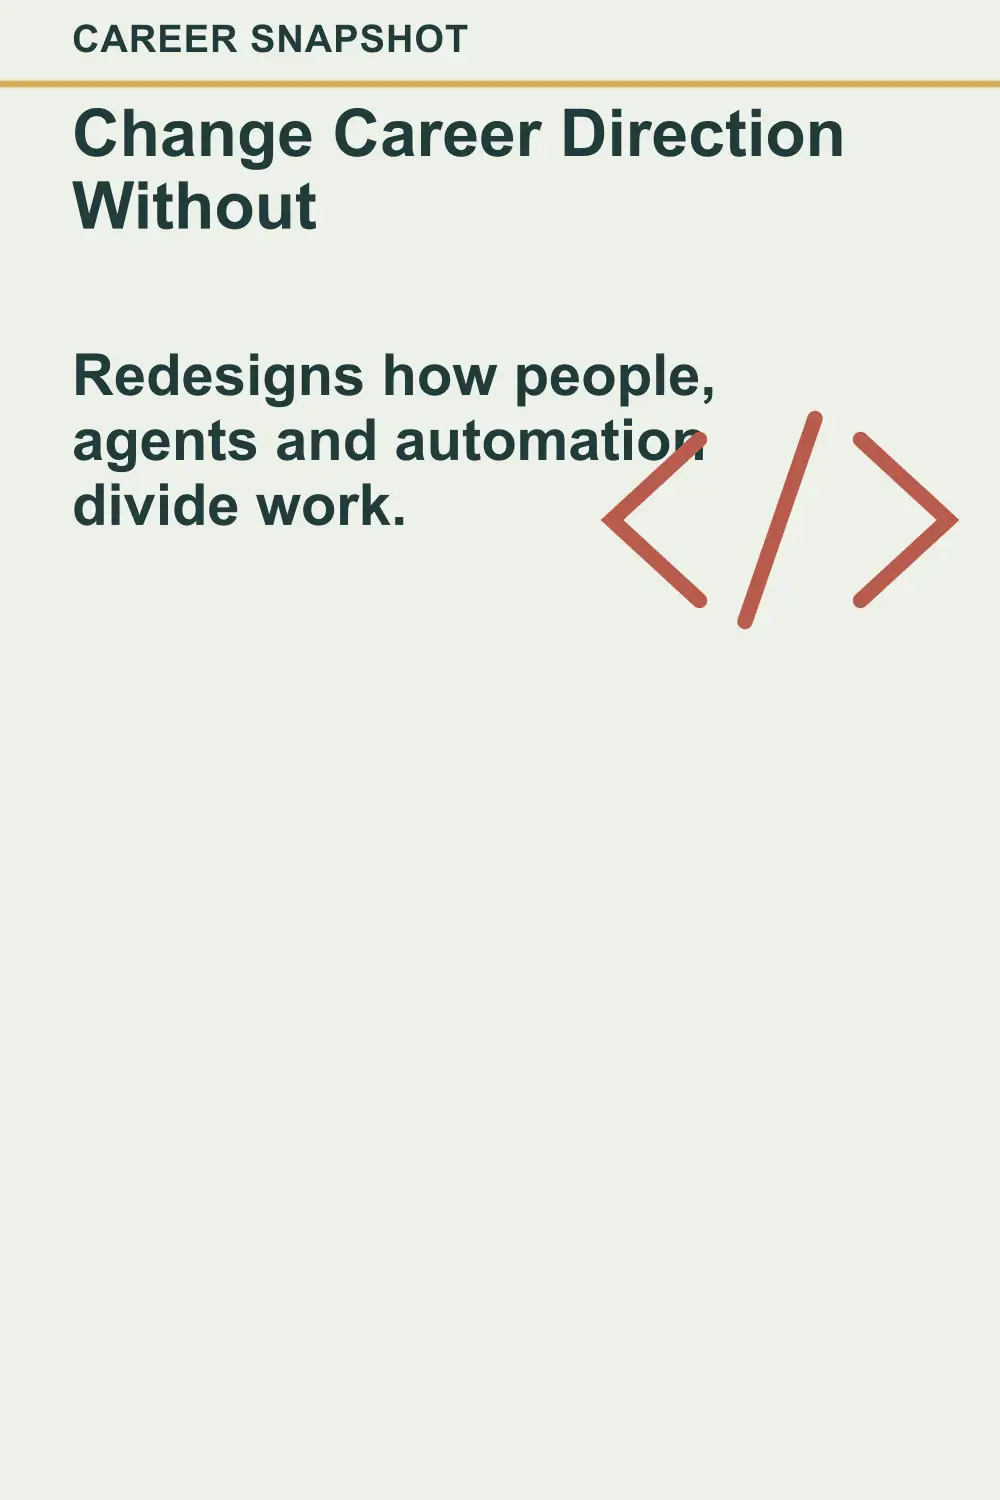 CAREER SNAPSHOT
Change Career Direction
Without
Redesigns how people,
agents and automation
divide work.